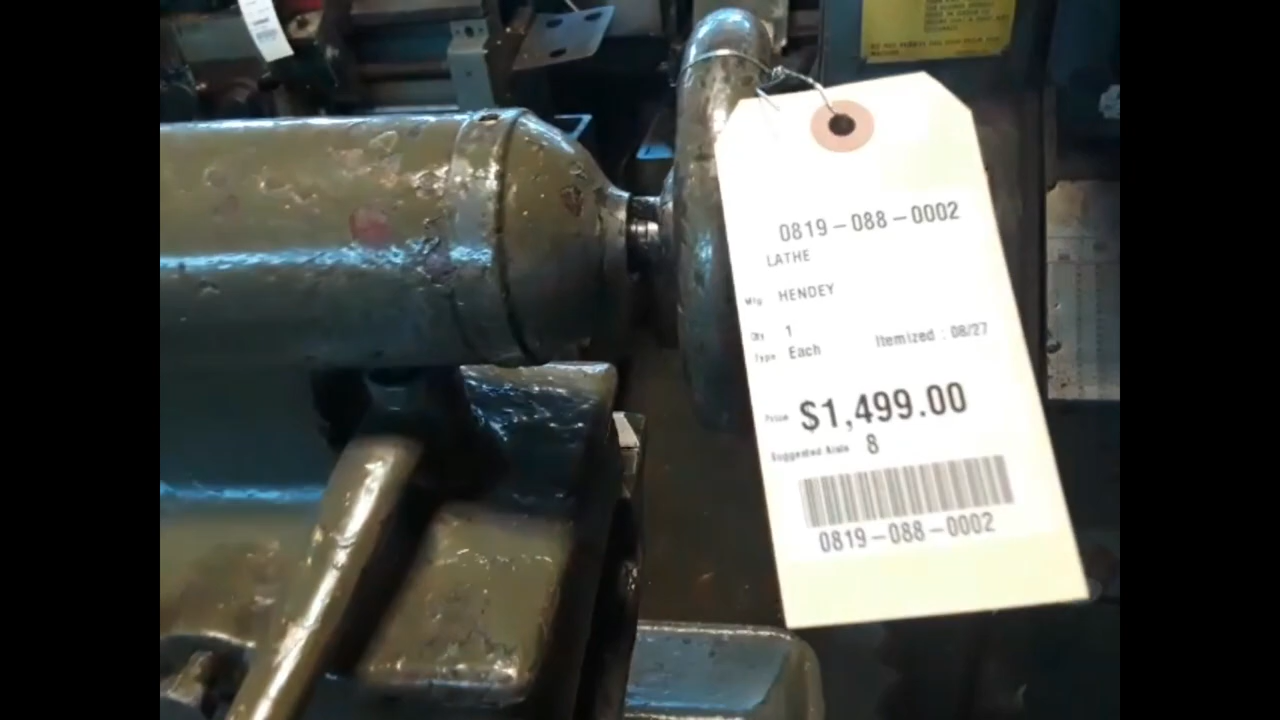 0819-088-0002
LATHE
Mfg HENDEY
Qty 1
Type Each Itemized : 08/27
Price $1,499.00
Suggested Aisle 8
0819-088-0002